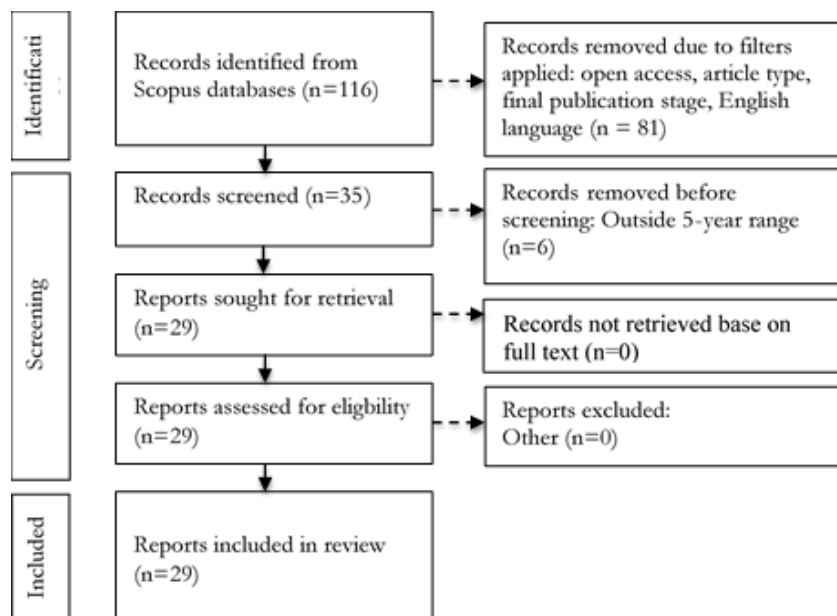 Identificati
Records identified from
Scopus databases (n=116)
Records removed due to filters
applied: open access, article type,
final publication stage, English
language (n = 81)
Screening
Records screened (n=35)
Records removed before
screening: Outside 5-year range
(n=6)
Reports sought for retrieval
(n=29)
Records not retrieved base on
full text (n=0)
Reports assessed for eligbility
(n=29)
Reports excluded:
Other (n=0)
Included
Reports included in review
(n=29)